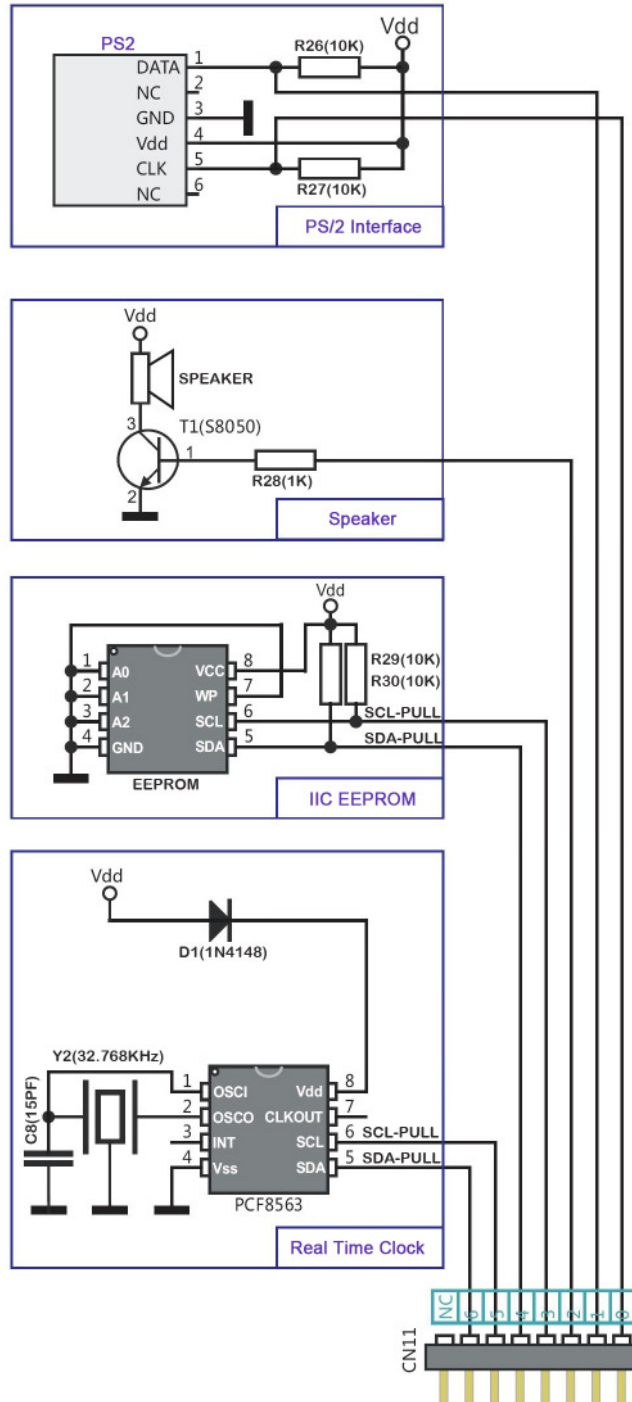 PS2
Vdd
R26(10K)
DATA 1
NC 2
GND 3
Vdd 4
CLK 5
NC 6
R27(10K)
PS/2 Interface
Vdd
SPEAKER
3
T1(S8050)
1
R28(1K)
2
Speaker
Vdd
1 A0 VCC 8
2 A1 WP 7
3 A2 SCL 6
4 GND SDA 5
R29(10K)
R30(10K)
SCL-PULL
SDA-PULL
EEPROM
IIC EEPROM
Vdd
D1(1N4148)
Y2(32.768KHz)
C8(15PF)
1 OSCI Vdd 8
2 OSCO CLKOUT 7
3 INT SCL 6 SCL-PULL
4 Vss SDA 5 SDA-PULL
PCF8563
Real Time Clock
CN11
NC 6 5 4 3 2 1 0